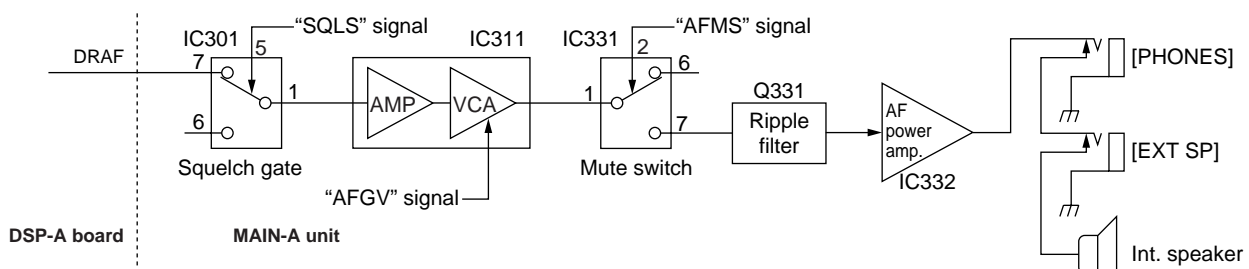 "SQLS" signal
"AFMS" signal
IC301
5
IC311
IC331
2
DRAF
7
6
[PHONES]
1
AMP
VCA
1
Q331
6
7
Ripple
filter
AF
power
amp.
IC332
Squelch gate
Mute switch
[EXT SP]
"AFGV" signal
DSP-A board
MAIN-A unit
Int. speaker